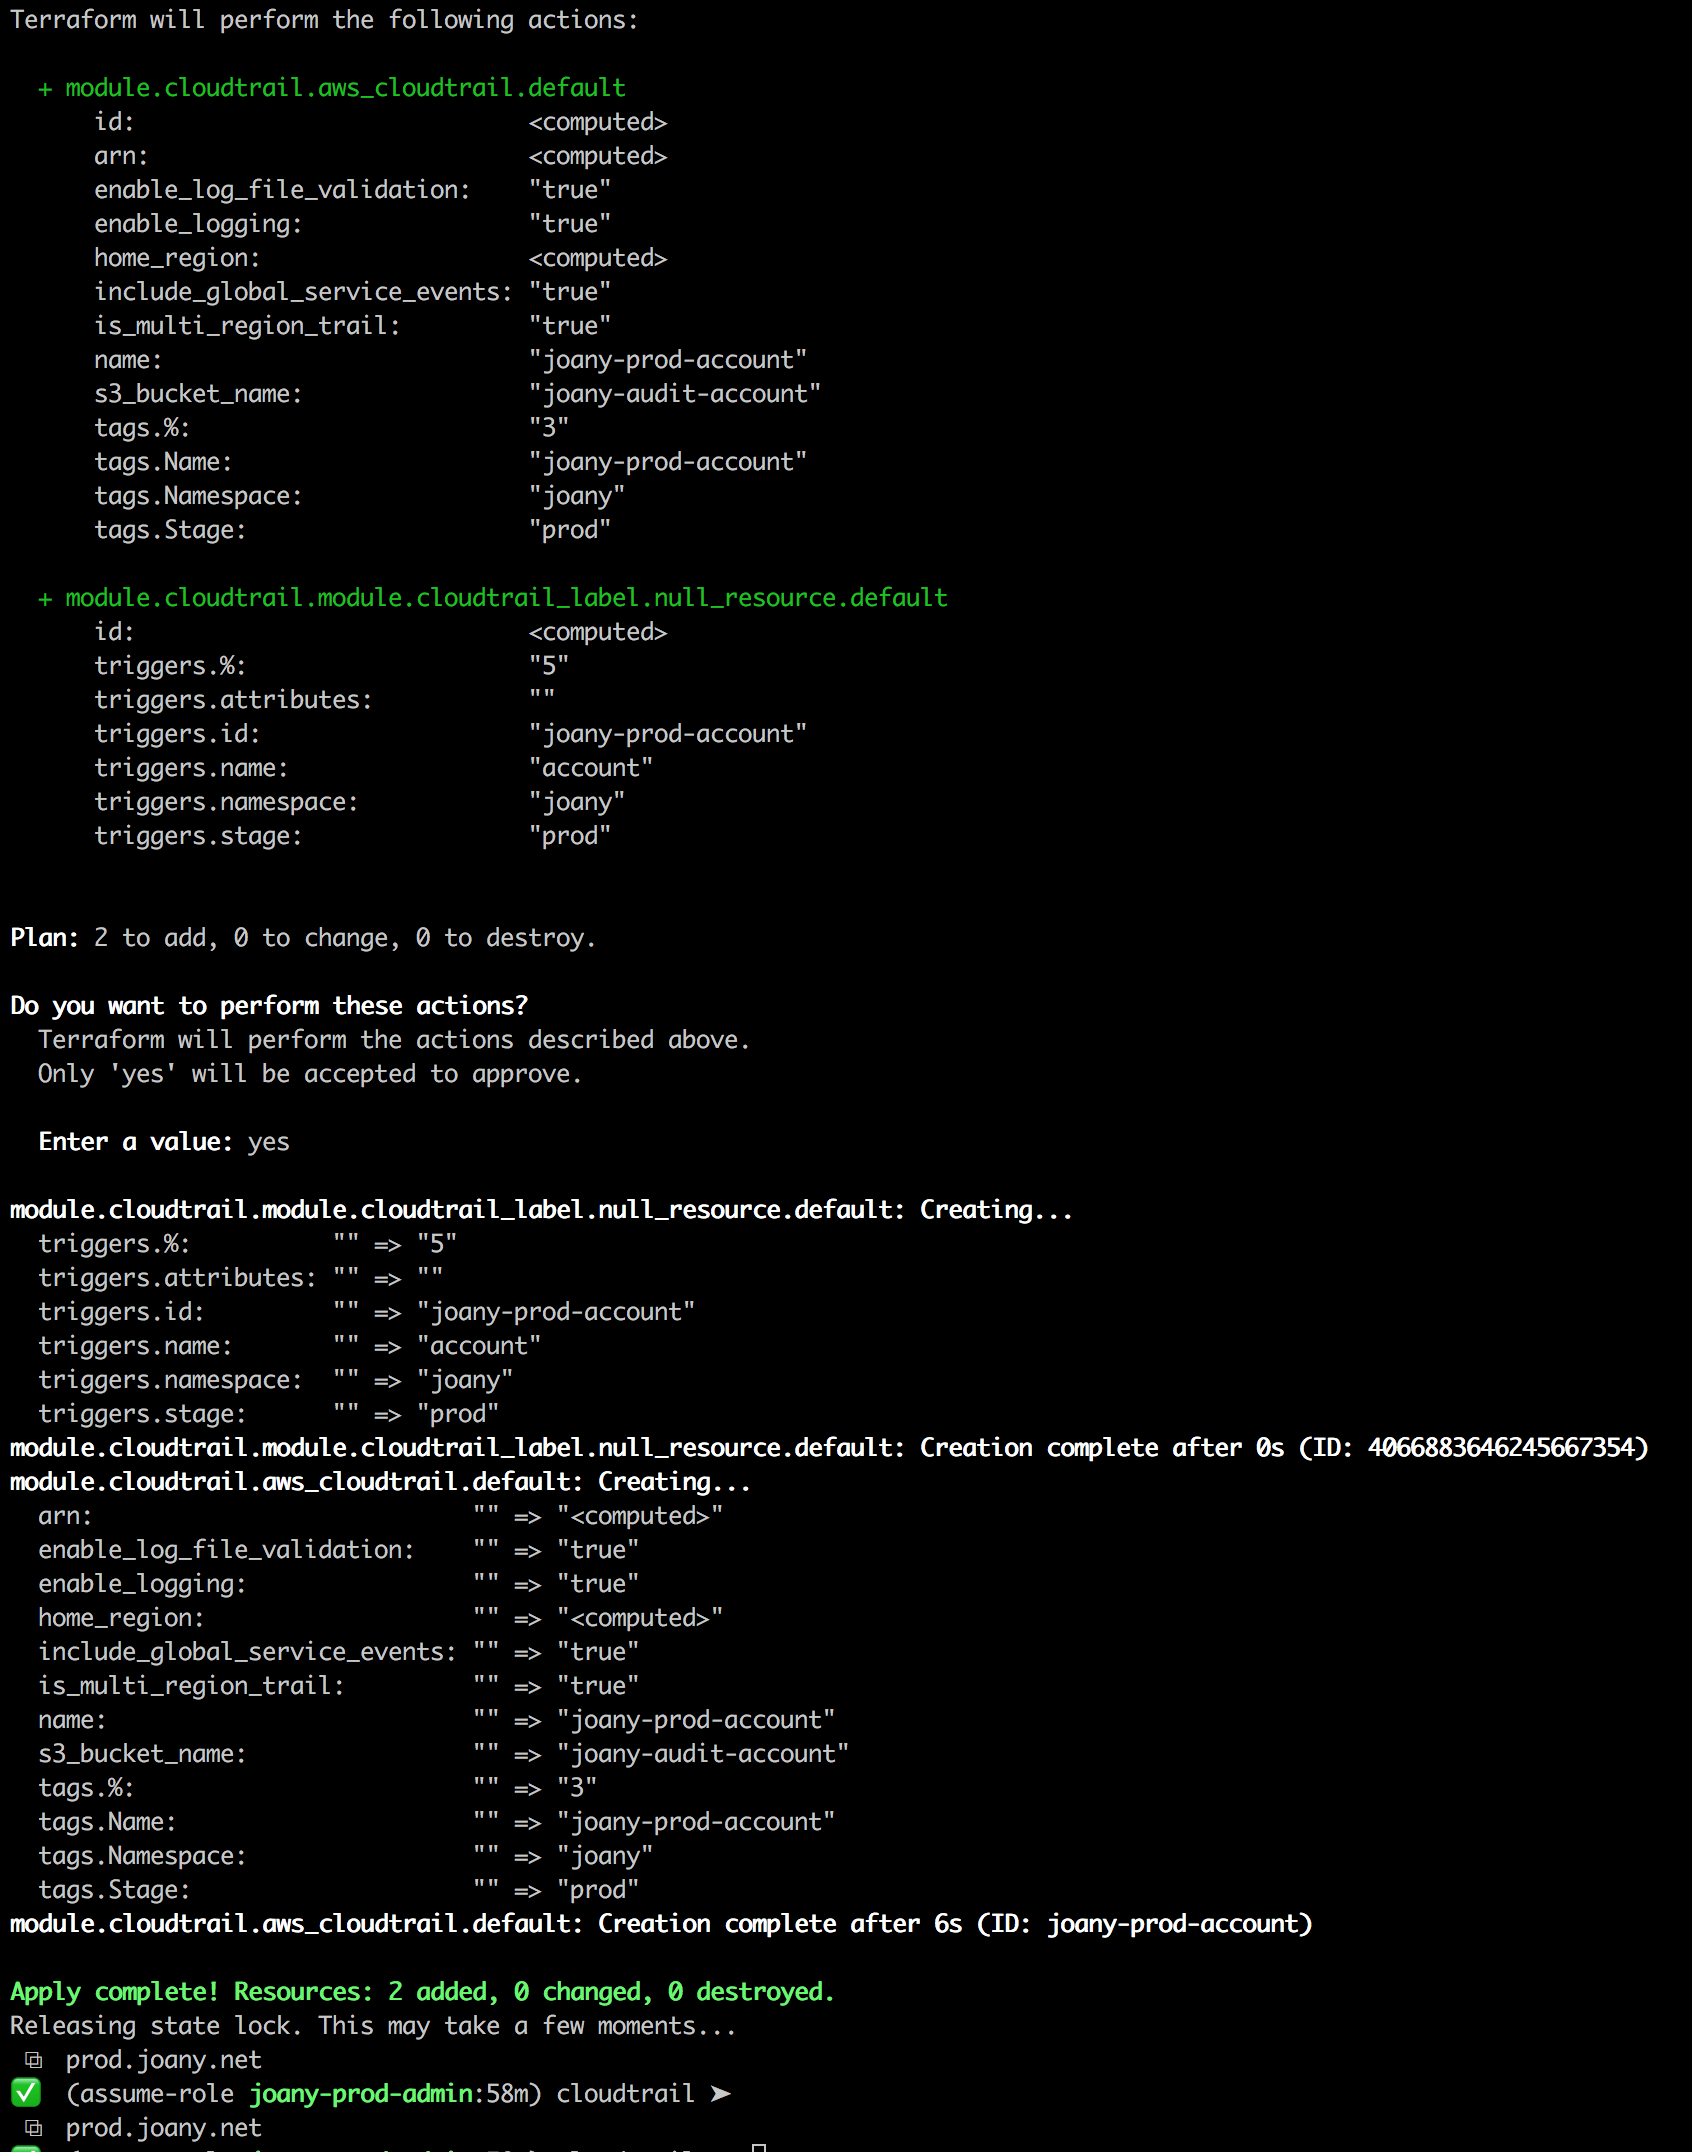 Terraform will perform the following actions:
+ module.cloudtrail.aws_cloudtrail.default
id: <computed>
arn: <computed>
enable_log_file_validation: "true"
enable_logging: "true"
home_region: <computed>
include_global_service_events: "true"
is_multi_region_trail: "true"
name: "joany-prod-account"
s3_bucket_name: "joany-audit-account"
tags.%: "3"
tags.Name: "joany-prod-account"
tags.Namespace: "joany"
tags.Stage: "prod"
+ module.cloudtrail.module.cloudtrail_label.null_resource.default
id: <computed>
triggers.%: "5"
triggers.attributes: ""
triggers.id: "joany-prod-account"
triggers.name: "account"
triggers.namespace: "joany"
triggers.stage: "prod"
Plan: 2 to add, 0 to change, 0 to destroy.
Do you want to perform these actions?
Terraform will perform the actions described above.
Only 'yes' will be accepted to approve.
Enter a value: yes
module.cloudtrail.module.cloudtrail_label.null_resource.default: Creating...
triggers.%: "" => "5"
triggers.attributes: "" => ""
triggers.id: "" => "joany-prod-account"
triggers.name: "" => "account"
triggers.namespace: "" => "joany"
triggers.stage: "" => "prod"
module.cloudtrail.module.cloudtrail_label.null_resource.default: Creation complete after 0s (ID: 4066883646245667354)
module.cloudtrail.aws_cloudtrail.default: Creating...
arn: "" => "<computed>"
enable_log_file_validation: "" => "true"
enable_logging: "" => "true"
home_region: "" => "<computed>"
include_global_service_events: "" => "true"
is_multi_region_trail: "" => "true"
name: "" => "joany-prod-account"
s3_bucket_name: "" => "joany-audit-account"
tags.%: "" => "3"
tags.Name: "" => "joany-prod-account"
tags.Namespace: "" => "joany"
tags.Stage: "" => "prod"
module.cloudtrail.aws_cloudtrail.default: Creation complete after 6s (ID: joany-prod-account)
Apply complete! Resources: 2 added, 0 changed, 0 destroyed.
Releasing state lock. This may take a few moments...
⧉ prod.joany.net
✅ (assume-role joany-prod-admin:58m) cloudtrail ➤
⧉ prod.joany.net